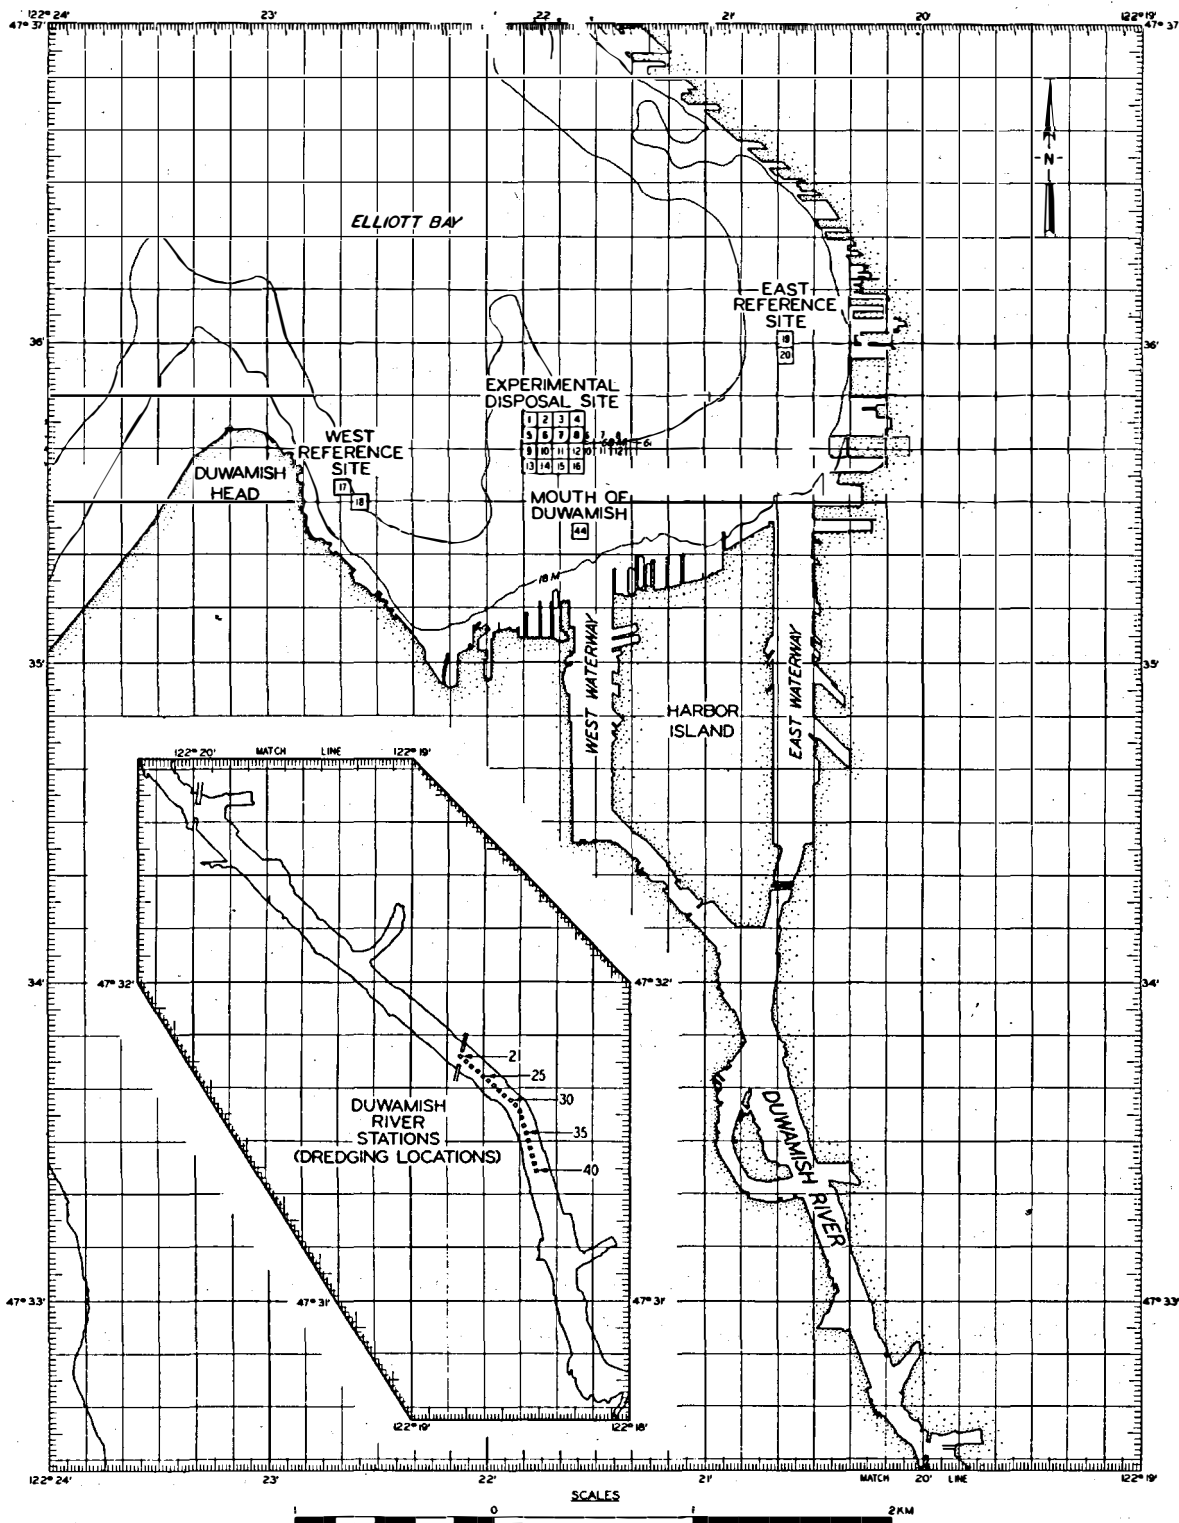 122° 24'
23'
22
21'
20'
122° 19'
47° 37'
47° 37
N
ELLIOTT BAY
EAST
REFERENCE
SITE
19
20
36'
36'
EXPERIMENTAL
DISPOSAL SITE
1 2 3 4
5 6 7 8
9 10 11 12
13 14 15 16
WEST
REFERENCE
SITE
17
18
DUWAMISH
HEAD
MOUTH OF
DUWAMISH
44
18 M
35'
35'
WEST WATERWAY
HARBOR
ISLAND
EAST WATERWAY
122° 20'
MATCH LINE
122° 19'
34'
47° 32'
47° 32'
34'
21
25
30
35
40
DUWAMISH
RIVER
STATIONS
(DREDGING LOCATIONS)
DUWAMISH RIVER
47° 33'
47° 31'
47° 31'
47° 33'
122° 19'
122° 18'
122° 24'
23'
22'
21'
MATCH 20' LINE
122° 19'
SCALES
1 0 1 2KM